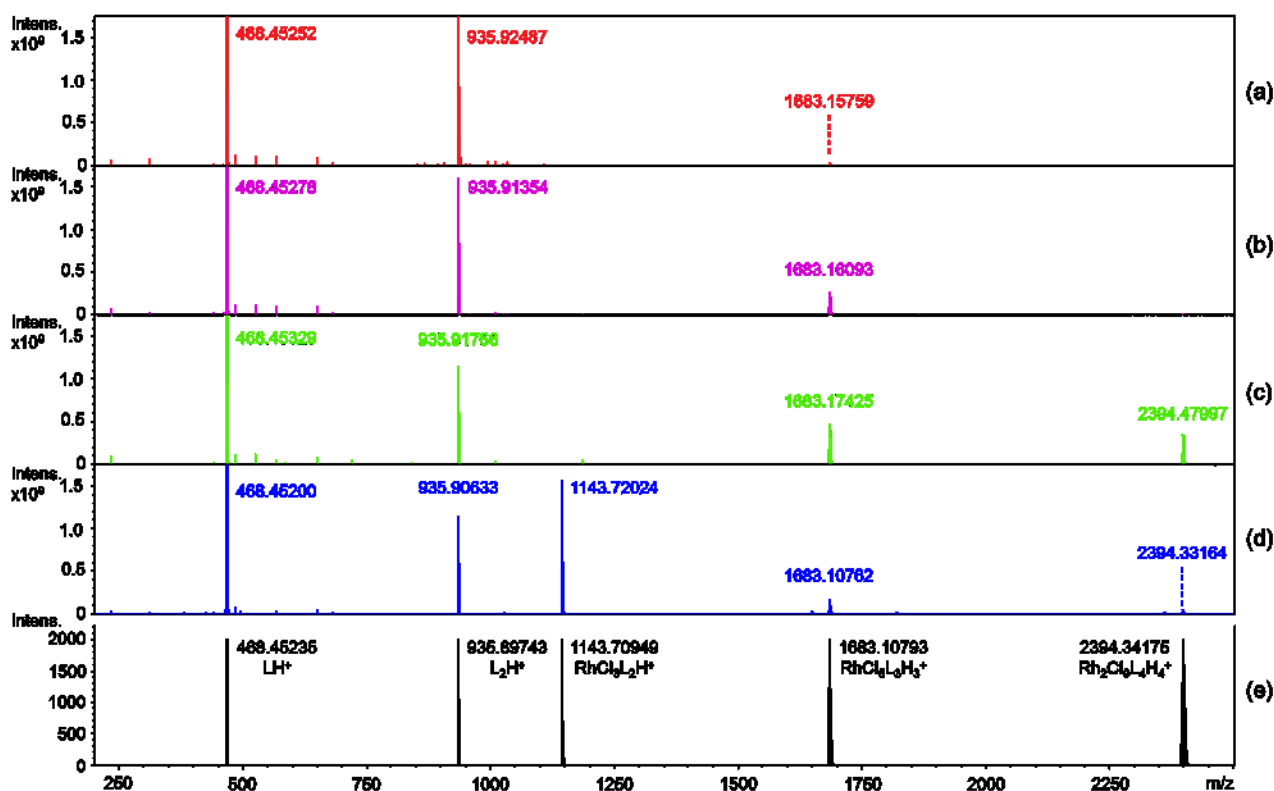 Intens.
x10⁹
1.5
1.0
0.5
0
468.45252
935.92487
1683.15759
(a)
Intens.
x10⁹
1.5
1.0
0.5
0
468.45276
935.91354
1683.16093
(b)
Intens.
x10⁹
1.5
1.0
0.5
0
468.45329
935.91766
1683.17425
2394.47997
(c)
Intens.
x10⁹
1.5
1.0
0.5
0
468.45200
935.90633
1143.72024
1683.10762
2394.33164
(d)
Intens.
2000
1500
1000
500
0
468.45235
LH⁺
935.89743
L₂H⁺
1143.70949
RhCl₃L₂H⁺
1683.10793
RhCl₅L₃H₃⁺
2394.34175
Rh₂Cl₉L₄H₄⁺
(e)
250 500 750 1000 1250 1500 1750 2000 2250 m/z